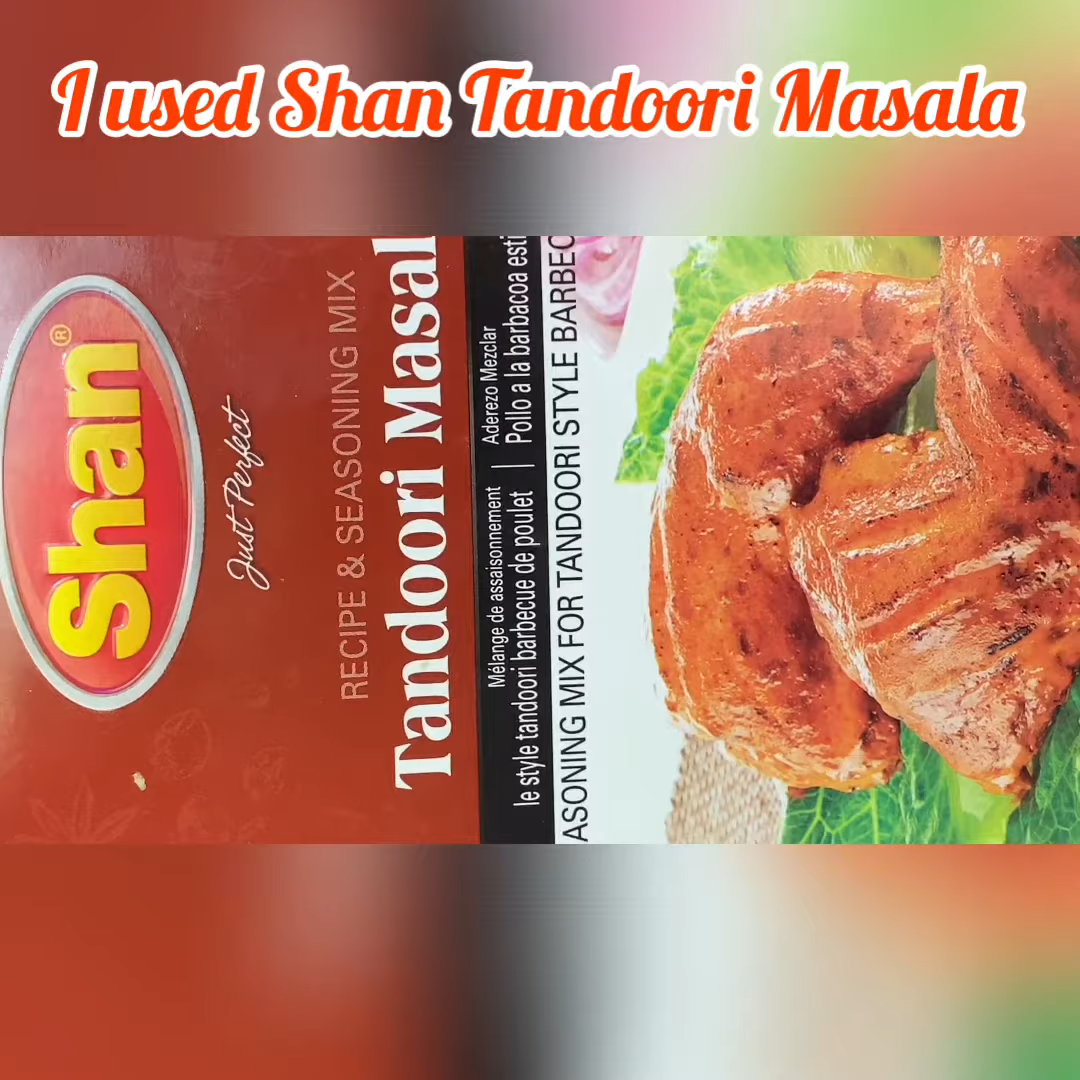 I used Shan Tandoori Masala
Shan®
Just Perfect
RECIPE & SEASONING MIX
Tandoori Masal
Mélange de assaisonnement | Aderezo Mezclar
le style tandoori barbecue de poulet | Pollo a la barbacoa esti
ASONING MIX FOR TANDOORI STYLE BARBEC